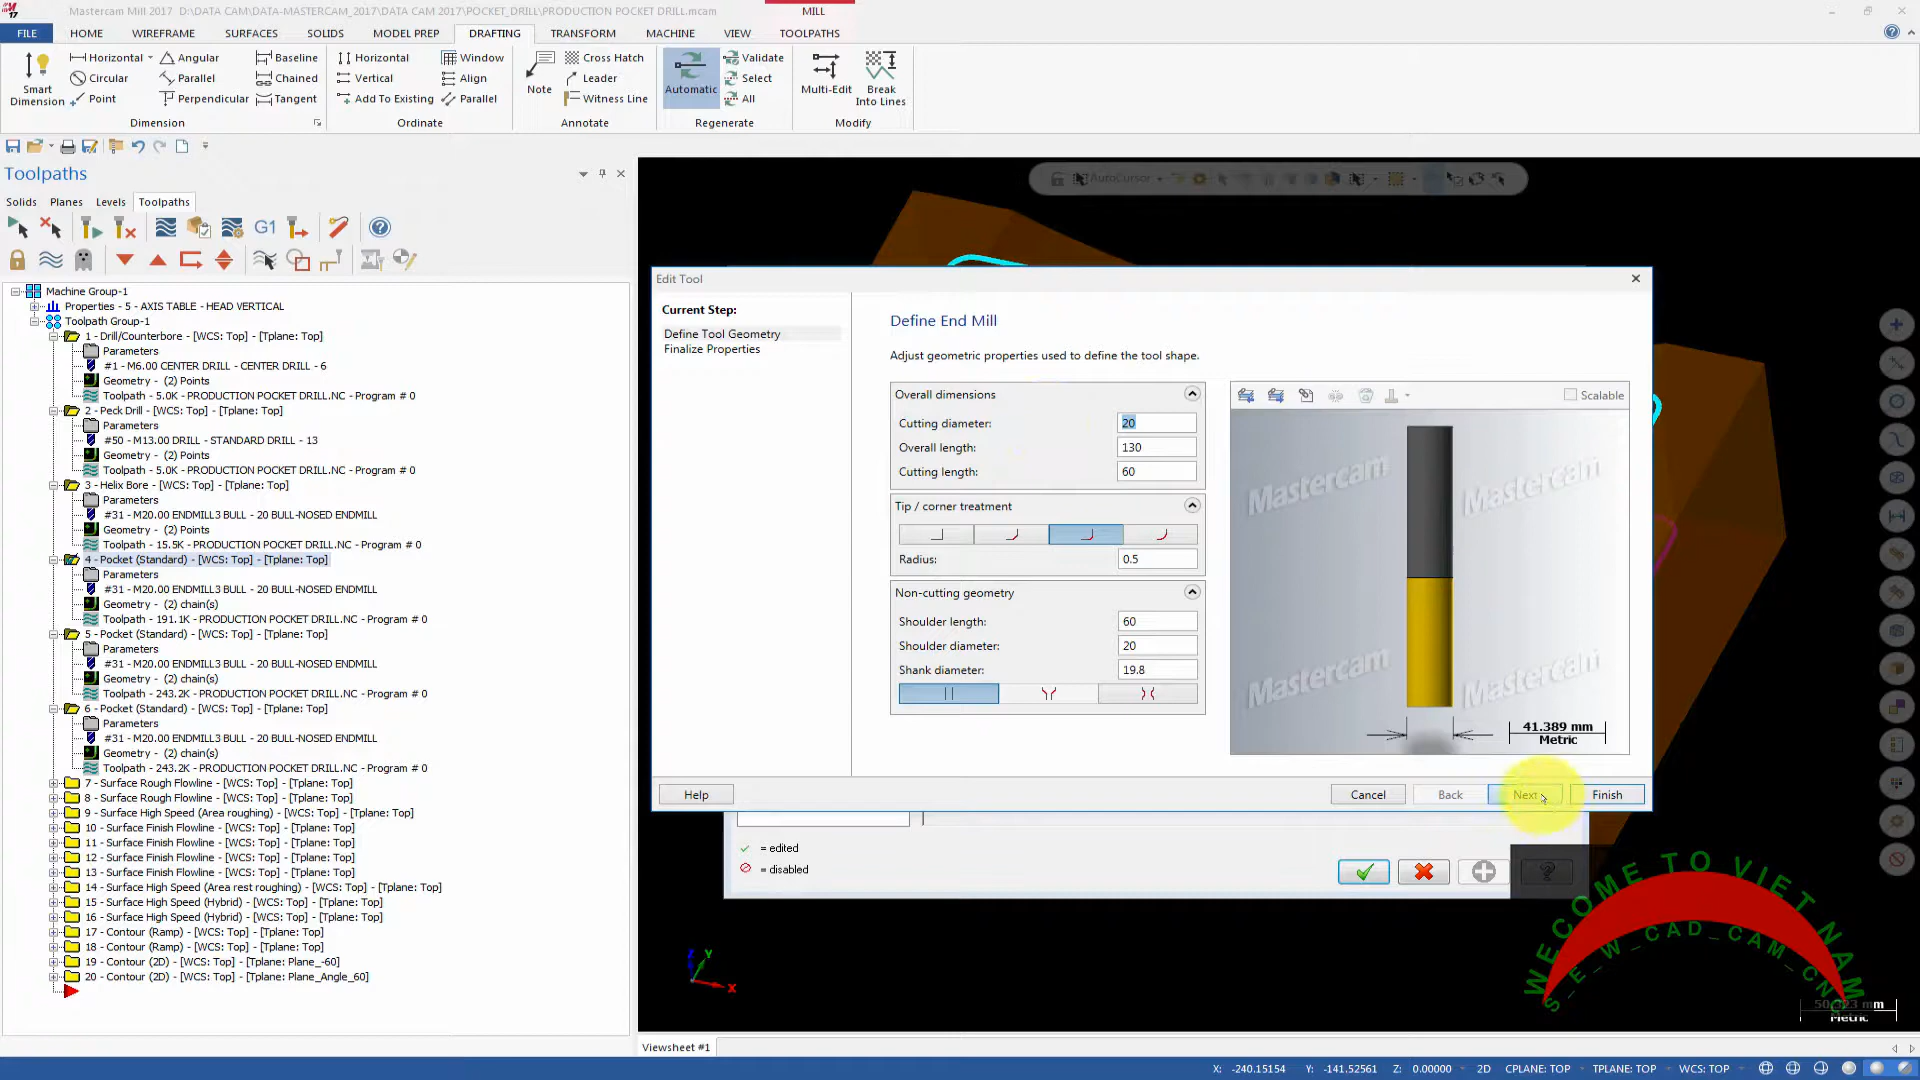 Mastercam Mill 2017 D:\DATA CAM\DATA-MASTERCAM_2017\DATA CAM 2017\POCKET_DRILL\PRODUCTION POCKET DRILL.mcam
MILL
FILE HOME WIREFRAME SURFACES SOLIDS MODEL PREP DRAFTING TRANSFORM MACHINE VIEW TOOLPATHS
Horizontal Angular Baseline Horizontal Window Cross Hatch Validate
Smart Dimension Circular Parallel Chained Vertical Align Note Leader Automatic Select Multi-Edit Break Into Lines
Point Perpendicular Tangent Add To Existing Parallel Witness Line All
Dimension Ordinate Annotate Regenerate Modify
Toolpaths
Solids Planes Levels Toolpaths
G1
Machine Group-1
Properties - 5 - AXIS TABLE - HEAD VERTICAL
Toolpath Group-1
1 - Drill/Counterbore - [WCS: Top] - [Tplane: Top]
Parameters
#1 - M6.00 CENTER DRILL - CENTER DRILL - 6
Geometry - (2) Points
Toolpath - 5.0K - PRODUCTION POCKET DRILL.NC - Program # 0
2 - Peck Drill - [WCS: Top] - [Tplane: Top]
Parameters
#50 - M13.00 DRILL - STANDARD DRILL - 13
Geometry - (2) Points
Toolpath - 5.0K - PRODUCTION POCKET DRILL.NC - Program # 0
3 - Helix Bore - [WCS: Top] - [Tplane: Top]
Parameters
#31 - M20.00 ENDMILL3 BULL - 20 BULL-NOSED ENDMILL
Geometry - (2) Points
Toolpath - 15.5K - PRODUCTION POCKET DRILL.NC - Program # 0
4 - Pocket (Standard) - [WCS: Top] - [Tplane: Top]
Parameters
#31 - M20.00 ENDMILL3 BULL - 20 BULL-NOSED ENDMILL
Geometry - (2) chain(s)
Toolpath - 191.1K - PRODUCTION POCKET DRILL.NC - Program # 0
5 - Pocket (Standard) - [WCS: Top] - [Tplane: Top]
Parameters
#31 - M20.00 ENDMILL3 BULL - 20 BULL-NOSED ENDMILL
Geometry - (2) chain(s)
Toolpath - 243.2K - PRODUCTION POCKET DRILL.NC - Program # 0
6 - Pocket (Standard) - [WCS: Top] - [Tplane: Top]
Parameters
#31 - M20.00 ENDMILL3 BULL - 20 BULL-NOSED ENDMILL
Geometry - (2) chain(s)
Toolpath - 243.2K - PRODUCTION POCKET DRILL.NC - Program # 0
7 - Surface Rough Flowline - [WCS: Top] - [Tplane: Top]
8 - Surface Rough Flowline - [WCS: Top] - [Tplane: Top]
9 - Surface High Speed (Area roughing) - [WCS: Top] - [Tplane: Top]
10 - Surface Finish Flowline - [WCS: Top] - [Tplane: Top]
11 - Surface Finish Flowline - [WCS: Top] - [Tplane: Top]
12 - Surface Finish Flowline - [WCS: Top] - [Tplane: Top]
13 - Surface Finish Flowline - [WCS: Top] - [Tplane: Top]
14 - Surface High Speed (Area rest roughing) - [WCS: Top] - [Tplane: Top]
15 - Surface High Speed (Hybrid) - [WCS: Top] - [Tplane: Top]
16 - Surface High Speed (Hybrid) - [WCS: Top] - [Tplane: Top]
17 - Contour (Ramp) - [WCS: Top] - [Tplane: Top]
18 - Contour (Ramp) - [WCS: Top] - [Tplane: Top]
19 - Contour (2D) - [WCS: Top] - [Tplane: Plane_-60]
20 - Contour (2D) - [WCS: Top] - [Tplane: Plane_Angle_60]
AutoCursor
Edit Tool
Current Step:
Define Tool Geometry
Finalize Properties
Define End Mill
Adjust geometric properties used to define the tool shape.
Overall dimensions
Cutting diameter: 20
Overall length: 130
Cutting length: 60
Tip / corner treatment
Radius: 0.5
Non-cutting geometry
Shoulder length: 60
Shoulder diameter: 20
Shank diameter: 19.8
Scalable
Mastercam Mastercam
Mastercam Mastercam
41.389 mm
Metric
Help Cancel Back Next Finish
= edited
= disabled
WELCOME TO VIET NAM
S_E_W_CAD_CAM_CNC
Y
X
50.323 mm
Metric
Viewsheet #1
X: -240.15154 Y: -141.52561 Z: 0.00000 2D CPLANE: TOP TPLANE: TOP WCS: TOP